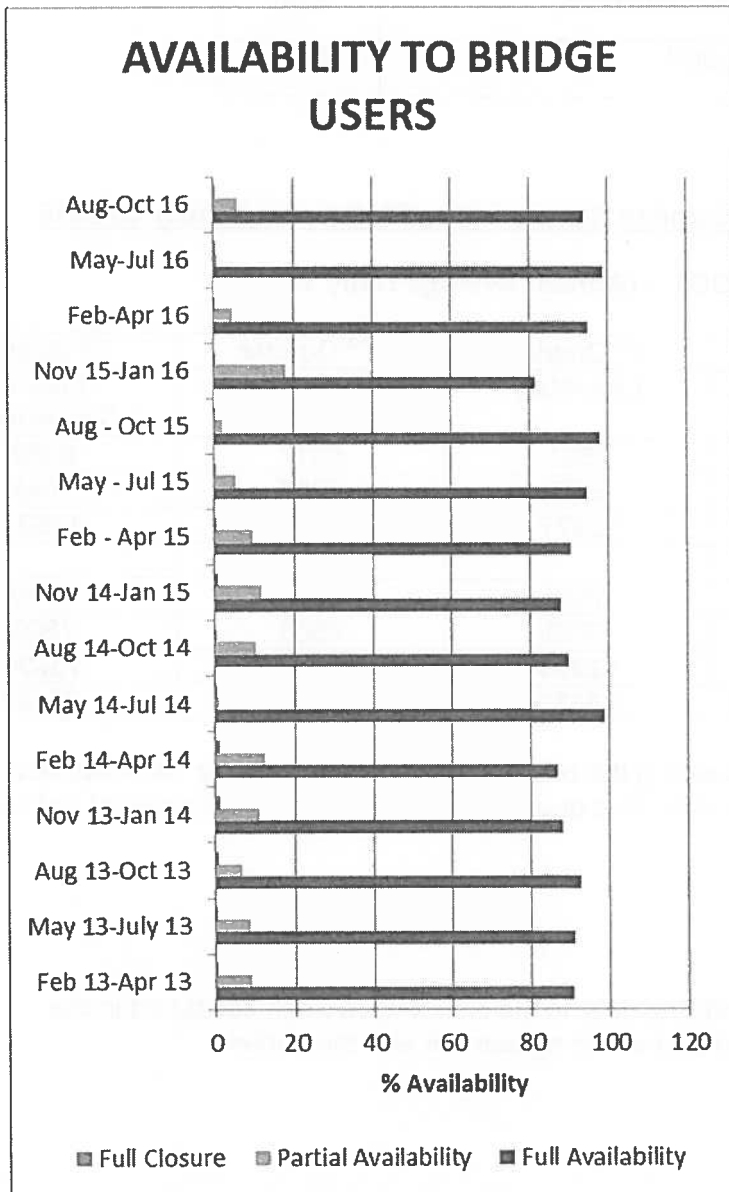 AVAILABILITY TO BRIDGE
USERS
Aug-Oct 16
May-Jul 16
Feb-Apr 16
Nov 15-Jan 16
Aug - Oct 15
May - Jul 15
Feb - Apr 15
Nov 14-Jan 15
Aug 14-Oct 14
May 14-Jul 14
Feb 14-Apr 14
Nov 13-Jan 14
Aug 13-Oct 13
May 13-July 13
Feb 13-Apr 13
0 20 40 60 80 100 120
% Availability
Full Closure Partial Availability Full Availability